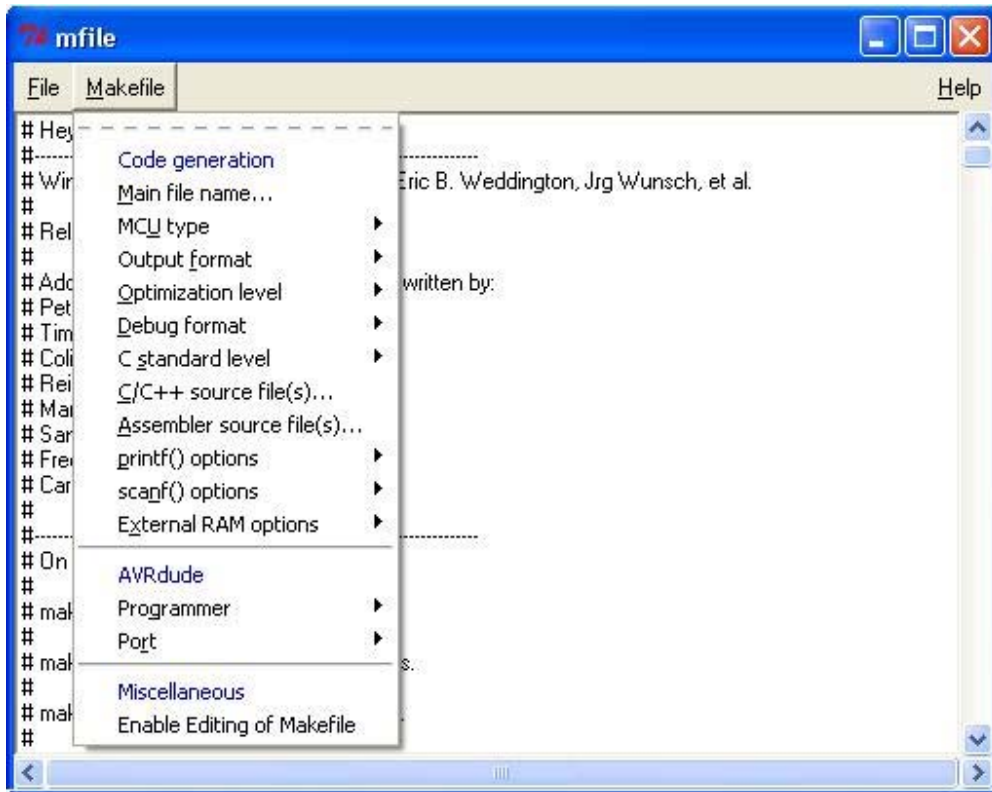 mfile
File Makefile Help
# Hey
#
# Wir Eric B. Weddington, Jrg Wunsch, et al.
#
# Rel
#
# Add written by:
# Pet
# Tim
# Coli
# Rei
# Mar
# Sar
# Fre
# Car
#
#
# On
#
# mak
#
# mak s.
#
# mak .
#
Code generation
Main file name...
MCU type
Output format
Optimization level
Debug format
C standard level
C/C++ source file(s)...
Assembler source file(s)...
printf() options
scanf() options
External RAM options
AVRdude
Programmer
Port
Miscellaneous
Enable Editing of Makefile